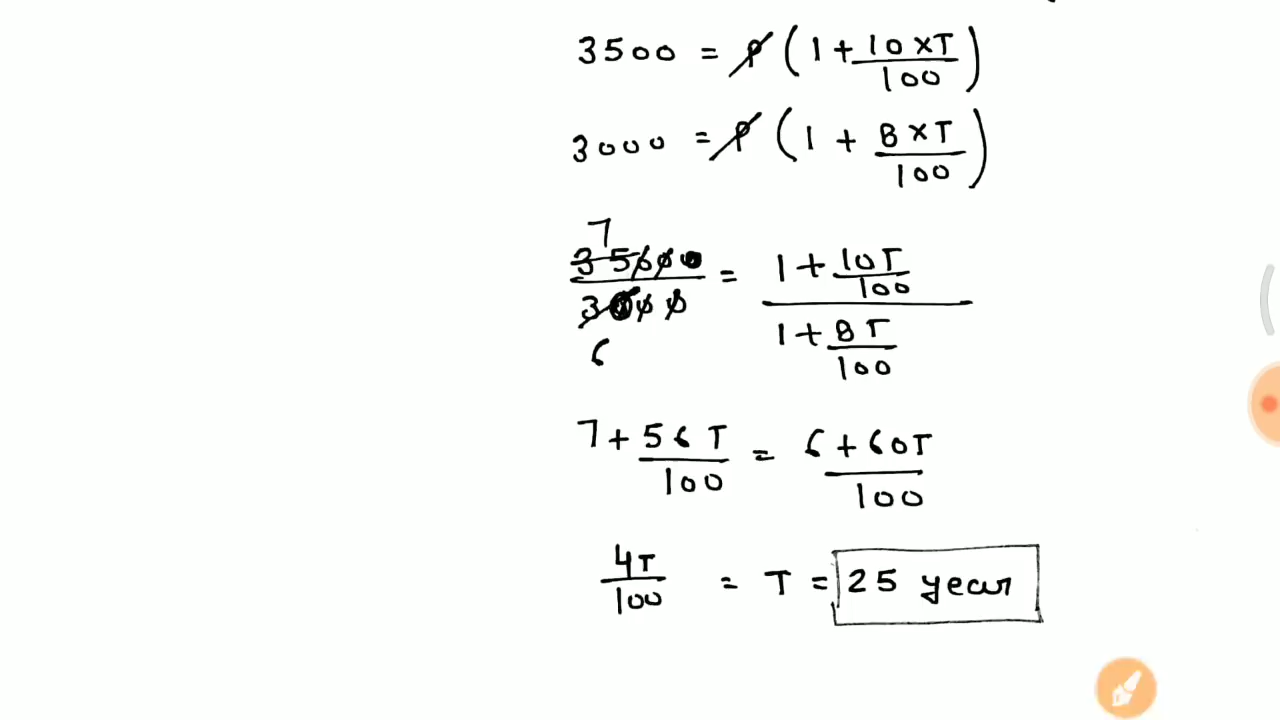 3500 = P (1 + 10×T/100)
3000 = P (1 + 8×T/100)
7
35000/3000 = 1 + 10T/100 / 1 + 8T/100
6
7 + 56T/100 = 6 + 60T/100
4T/100 = T = 25 year